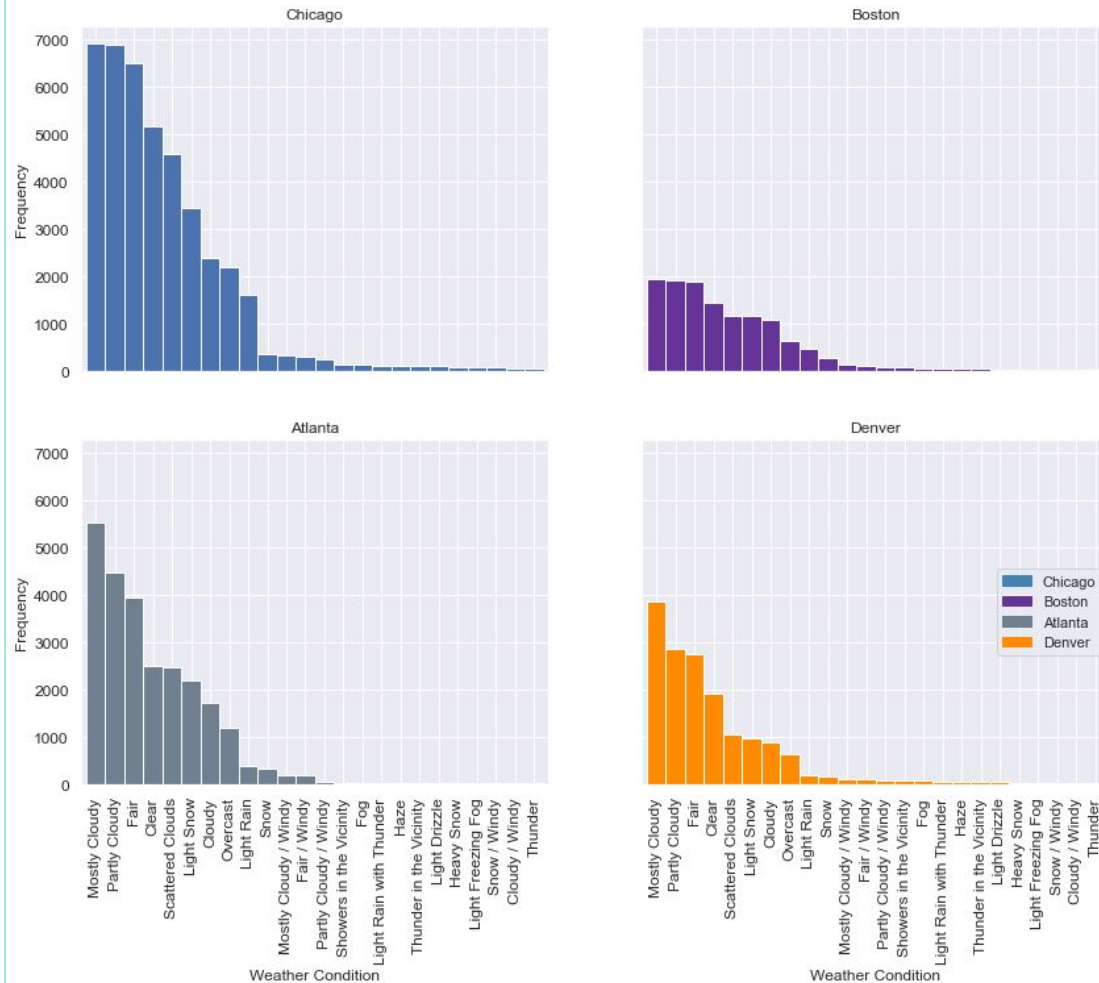 Chicago
Boston
7000
6000
5000
4000
3000
2000
1000
0
Frequency
Atlanta
Denver
7000
6000
5000
4000
3000
2000
1000
0
Frequency
Chicago
Boston
Atlanta
Denver
Mostly Cloudy
Partly Cloudy
Fair
Clear
Scattered Clouds
Light Snow
Cloudy
Overcast
Light Rain
Snow
Mostly Cloudy / Windy
Fair / Windy
Partly Cloudy / Windy
Showers in the Vicinity
Fog
Light Rain with Thunder
Haze
Thunder in the Vicinity
Light Drizzle
Heavy Snow
Light Freezing Fog
Snow / Windy
Cloudy / Windy
Thunder
Mostly Cloudy
Partly Cloudy
Fair
Clear
Scattered Clouds
Light Snow
Cloudy
Overcast
Light Rain
Snow
Mostly Cloudy / Windy
Fair / Windy
Partly Cloudy / Windy
Showers in the Vicinity
Fog
Light Rain with Thunder
Haze
Thunder in the Vicinity
Light Drizzle
Heavy Snow
Light Freezing Fog
Snow / Windy
Cloudy / Windy
Thunder
Weather Condition
Weather Condition